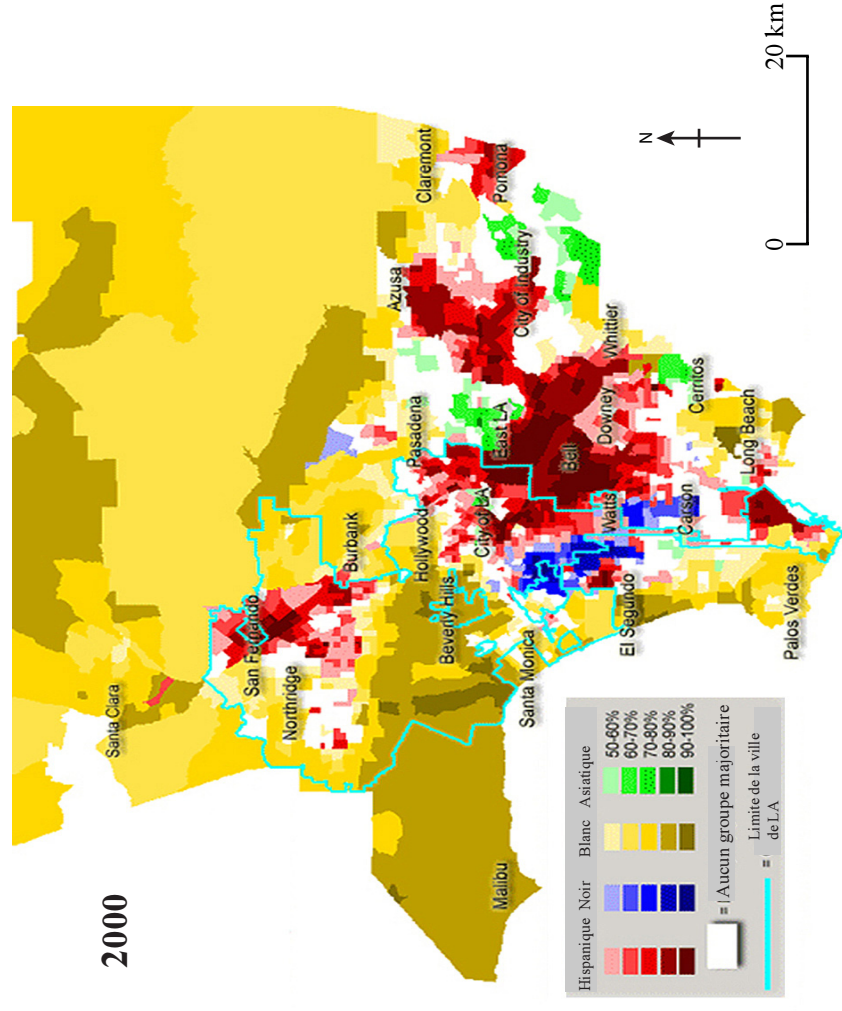 2000
Santa Clara
San Fernando
Northridge
Burbank
Malibu
Hollywood
Beverly Hills
Santa Monica
Pasadena
Azusa
Claremont
Pomona
City of LA
East LA
City of Industry
Bell
Watts
Downey
Whittier
El Segundo
Carson
Cerritos
Palos Verdes
Long Beach
N
0 20 km
Hispanique Noir Blanc Asiatique
50-60%
60-70%
70-80%
80-90%
90-100%
= Aucun groupe majoritaire
= Limite de la ville
de LA